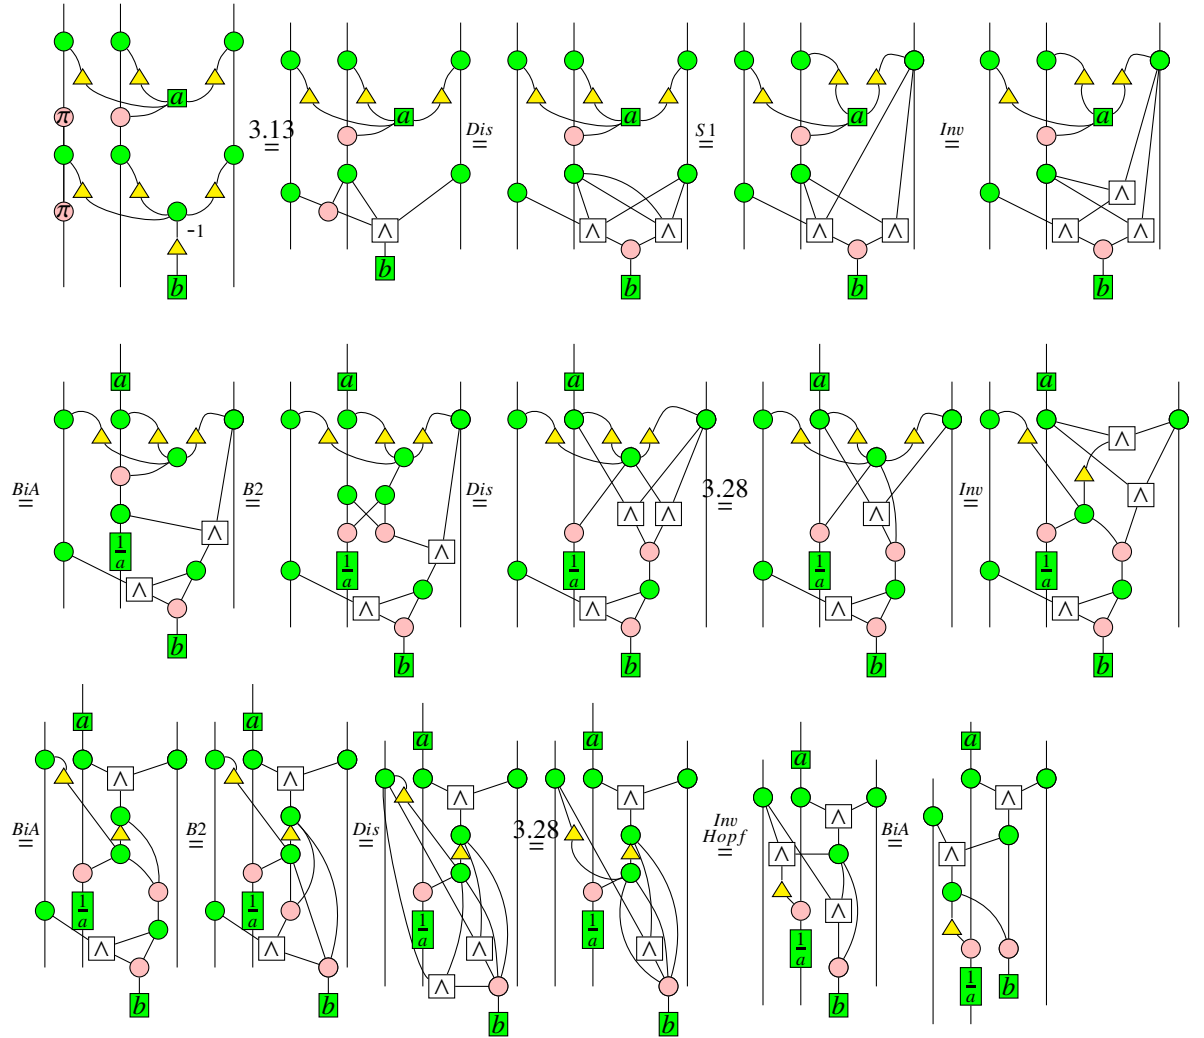 a a a a a
π 3.13 = Dis = S1 = Inv =
π -1 ∧ ∧ ∧ ∧ ∧ ∧ ∧ ∧
b b b b b
a a a a a
BiA = B2 = Dis = 3.28 = Inv =
∧ ∧ ∧ ∧ ∧ ∧ ∧ ∧ ∧ ∧ ∧ ∧
1/a 1/a 1/a 1/a 1/a
b b b b b
a a a a a a
BiA = B2 = Dis = 3.28 = Inv Hopf = BiA =
∧ ∧ ∧ ∧ ∧ ∧ ∧ ∧ ∧ ∧ ∧ ∧ ∧ ∧
1/a 1/a 1/a 1/a 1/a 1/a
b b b b b b